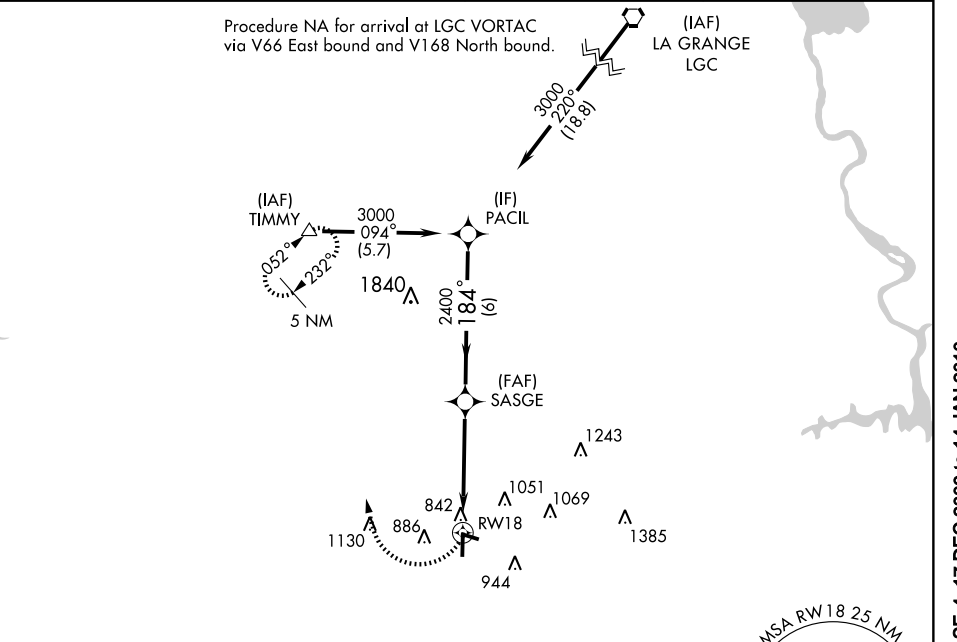 Procedure NA for arrival at LGC VORTAC
via V66 East bound and V168 North bound.
(IAF)
LA GRANGE
LGC
3000
220°
(18.8)
(IAF)
TIMMY
3000
094°
(5.7)
(IF)
PACIL
052°
232°
5 NM
1840
2400
184°
(6)
(FAF)
SASGE
1243
1051
1069
842
RW18
886
1130
1385
944
MSA RW18 25 NM